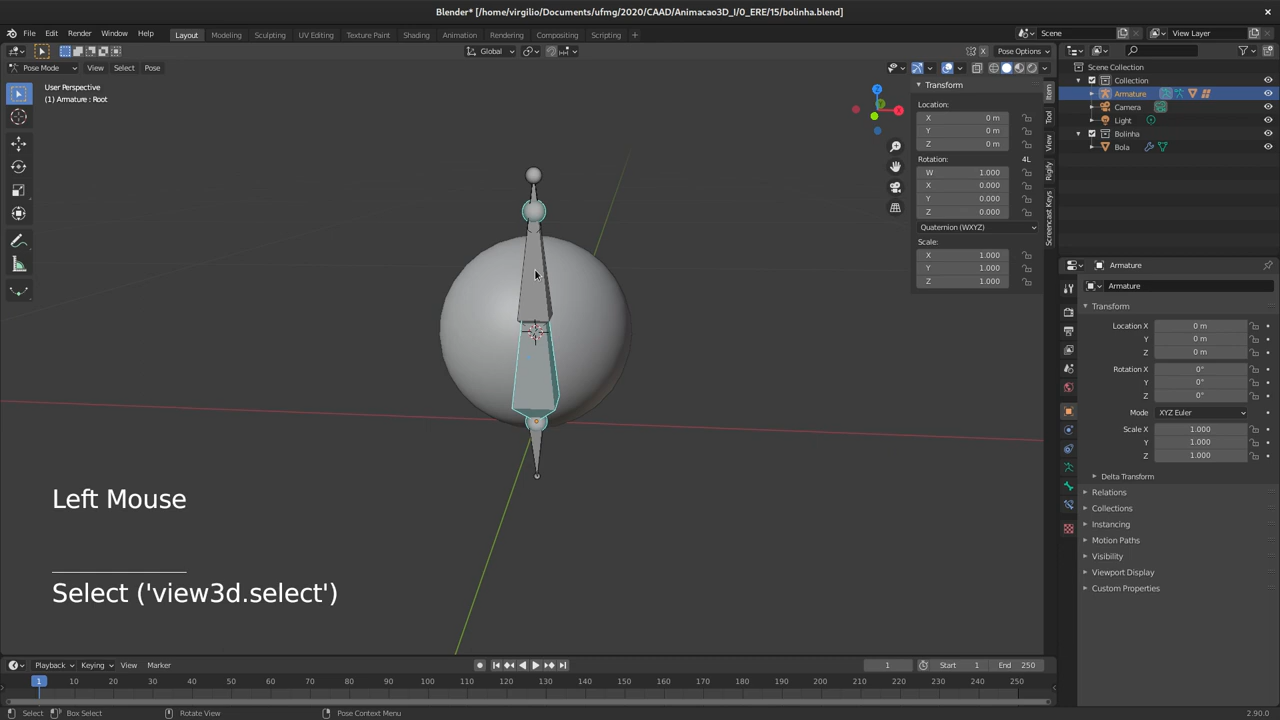 Blender* [/home/virgilio/Documents/ufmg/2020/CAAD/Animacao3D_I/0_ERE/15/bolinha.blend]
File Edit Render Window Help
Layout Modeling Sculpting UV Editing Texture Paint Shading Animation Rendering Compositing Scripting
Scene
View Layer
Global
Pose Options
Pose Mode View Select Pose
User Perspective
(1) Armature : Root
Z
X
Transform
Location:
X 0 m
Y 0 m
Z 0 m
Rotation: 4L
W 1.000
X 0.000
Y 0.000
Z 0.000
Quaternion (WXYZ)
Scale:
X 1.000
Y 1.000
Z 1.000
Item
Tool
View
Rigify
Screencast Keys
Scene Collection
Collection
Armature
Camera
Light
Bolinha
Bola
Armature
Armature
Transform
Location X 0 m
Y 0 m
Z 0 m
Rotation X 0°
Y 0°
Z 0°
Mode XYZ Euler
Scale X 1.000
Y 1.000
Z 1.000
Delta Transform
Relations
Collections
Instancing
Motion Paths
Visibility
Viewport Display
Custom Properties
Left Mouse
Select ('view3d.select')
Playback Keying View Marker
1 Start 1 End 250
1 10 20 30 40 50 60 70 80 90 100 110 120 130 140 150 160 170 180 190 200 210 220 230 240 250
Select Box Select Rotate View Pose Context Menu 2.90.0